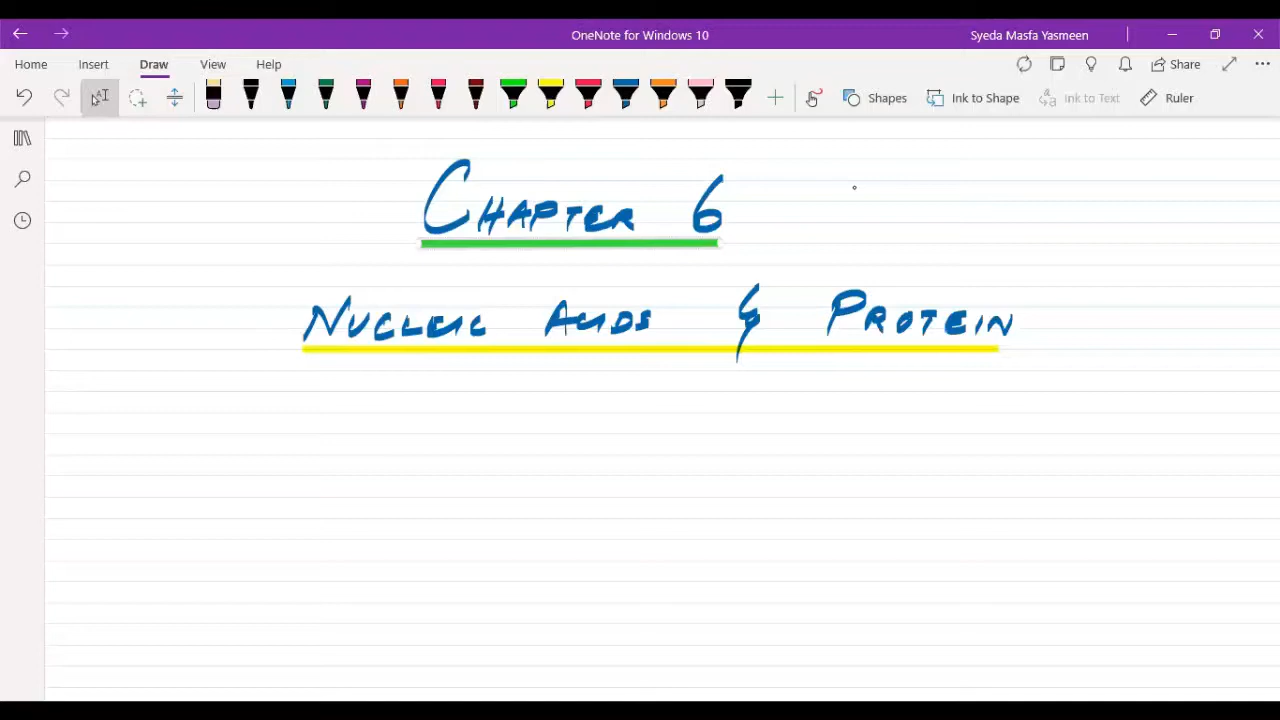 OneNote for Windows 10
Syeda Masfa Yasmeen
Home Insert Draw View Help
Share
Shapes Ink to Shape Ink to Text Ruler
CHAPTER 6
NUCLEIC ACIDS & PROTEIN